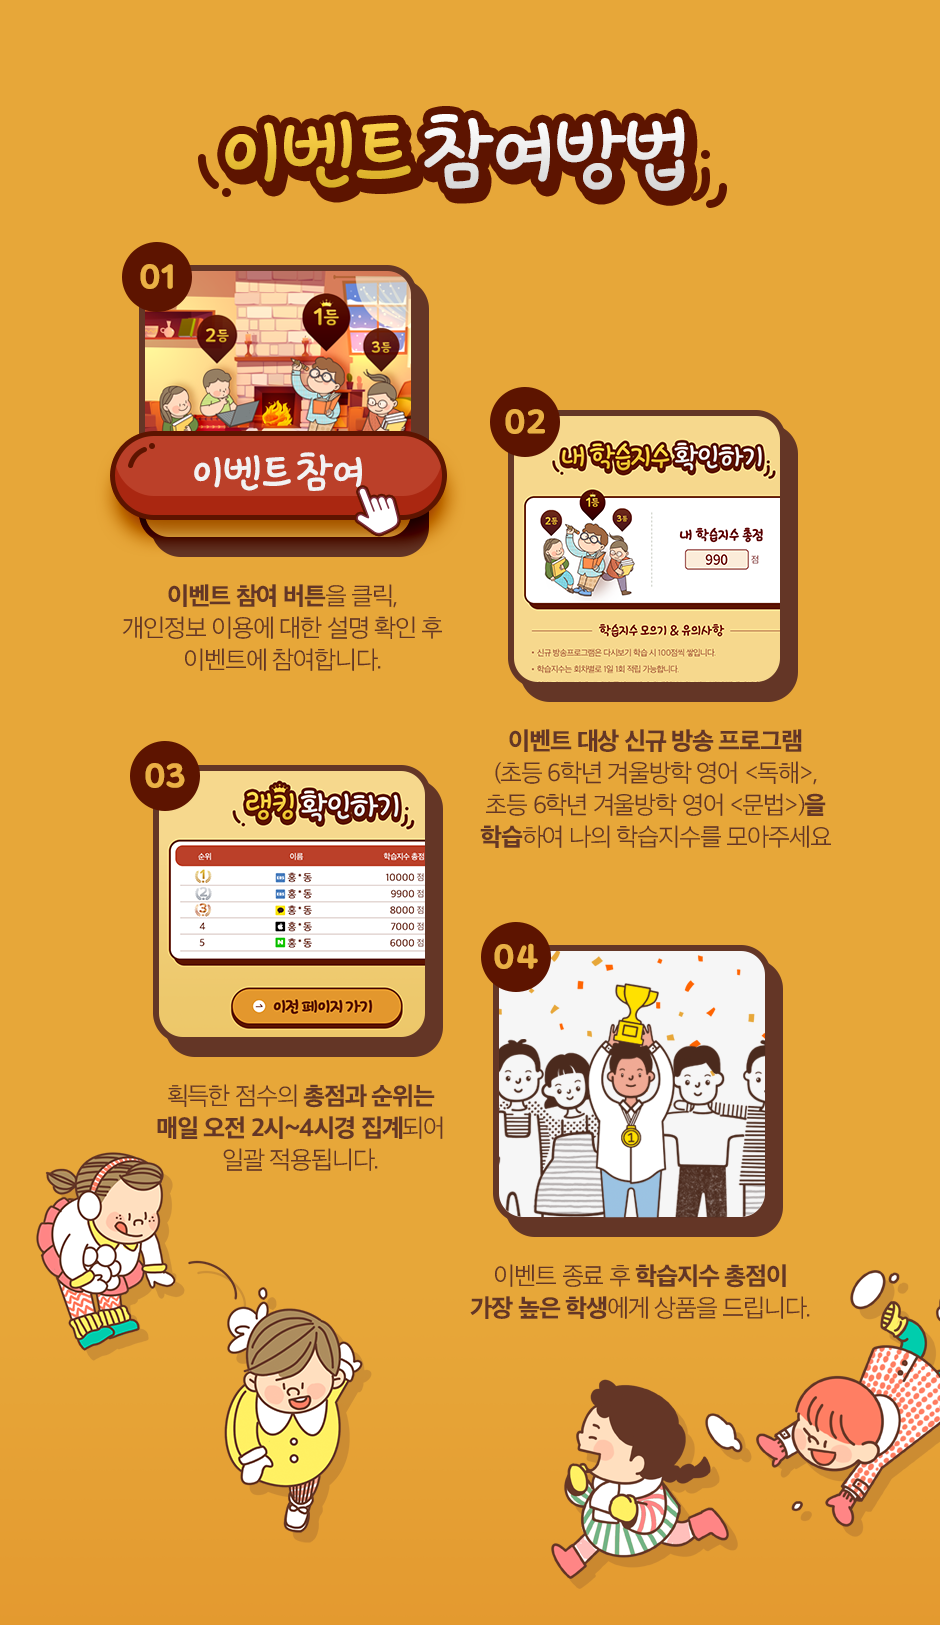 이벤트 참여방법
01
2등
1등
3등
이벤트 참여
이벤트 참여 버튼을 클릭,
개인정보 이용에 대한 설명 확인 후
이벤트에 참여합니다.
02
내 학습지수 확인하기
2등
1등
3등
내 학습지수 총점
990 점
학습지수 모으기 & 유의사항
• 신규 방송프로그램은 다시보기 학습 시 100점씩 쌓입니다.
• 학습지수는 회차별로 1일 1회 적립 가능합니다.
이벤트 대상 신규 방송 프로그램
(초등 6학년 겨울방학 영어 <독해>,
초등 6학년 겨울방학 영어 <문법>)을
학습하여 나의 학습지수를 모아주세요
03
랭킹 확인하기
순위 이름 학습지수 총점
1 EBS 홍*동 10000 점
2 EBS 홍*동 9900 점
3 홍*동 8000 점
4 홍*동 7000 점
5 N 홍*동 6000 점
이전 페이지 가기
획득한 점수의 총점과 순위는
매일 오전 2시~4시경 집계되어
일괄 적용됩니다.
04
1
이벤트 종료 후 학습지수 총점이
가장 높은 학생에게 상품을 드립니다.